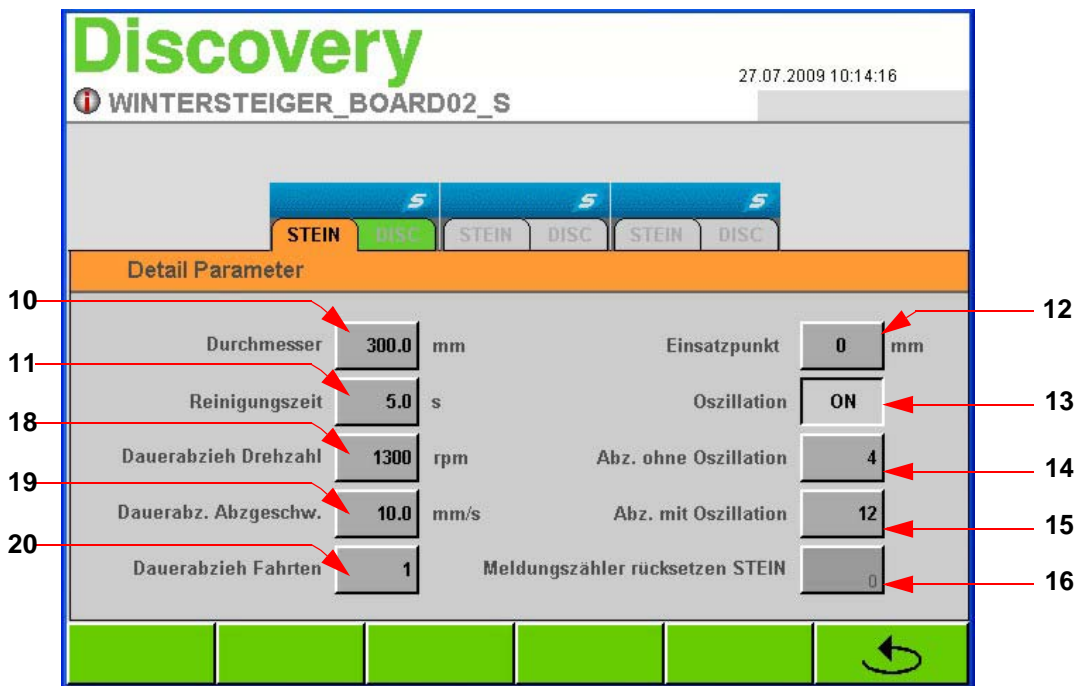 Discovery
27.07.2009 10:14:16
i WINTERSTEIGER_BOARD02_S
S S S
STEIN DISC STEIN DISC STEIN DISC
Detail Parameter
10
Durchmesser 300.0 mm
12
Einsatzpunkt 0 mm
11
Reinigungszeit 5.0 s
13
Oszillation ON
18
Dauerabzieh Drehzahl 1300 rpm
14
Abz. ohne Oszillation 4
19
Dauerabz. Abzgeschw. 10.0 mm/s
15
Abz. mit Oszillation 12
20
Dauerabzieh Fahrten 1
16
Meldungszähler rücksetzen STEIN 0